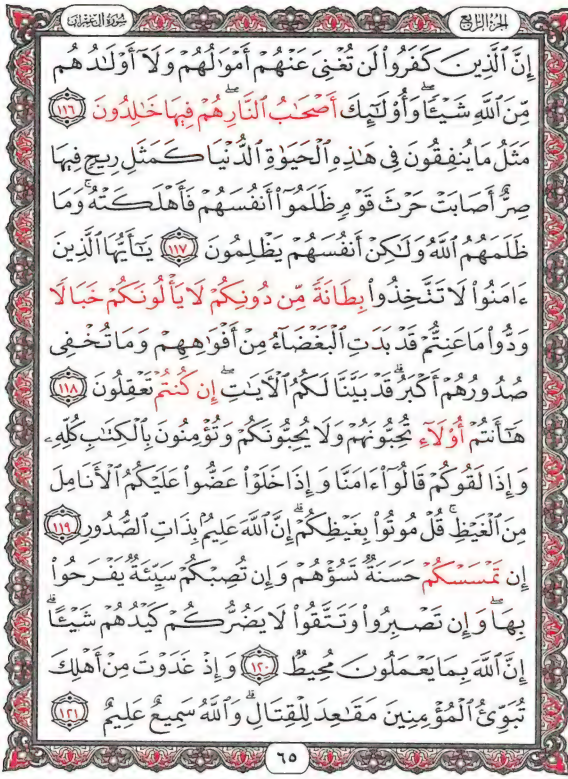 الجزء الرابع
سورة آل عمران
إِنَّ ٱلَّذِينَ كَفَرُوا۟ لَن تُغْنِىَ عَنْهُمْ أَمْوَٰلُهُمْ وَلَآ أَوْلَـٰدُهُم
مِّنَ ٱللَّهِ شَيْـًٔا ۖ وَأُو۟لَـٰٓئِكَ أَصْحَـٰبُ ٱلنَّارِ ۖ هُمْ فِيهَا خَـٰلِدُونَ ١١٦
مَثَلُ مَا يُنفِقُونَ فِى هَـٰذِهِ ٱلْحَيَوٰةِ ٱلدُّنْيَا كَمَثَلِ رِيحٍ فِيهَا
صِرٌّ أَصَابَتْ حَرْثَ قَوْمٍ ظَلَمُوٓا۟ أَنفُسَهُمْ فَأَهْلَكَتْهُ ۚ وَمَا
ظَلَمَهُمُ ٱللَّهُ وَلَـٰكِنْ أَنفُسَهُمْ يَظْلِمُونَ ١١٧ يَـٰٓأَيُّهَا ٱلَّذِينَ
ءَامَنُوا۟ لَا تَتَّخِذُوا۟ بِطَانَةً مِّن دُونِكُمْ لَا يَأْلُونَكُمْ خَبَالًا
وَدُّوا۟ مَا عَنِتُّمْ قَدْ بَدَتِ ٱلْبَغْضَآءُ مِنْ أَفْوَٰهِهِمْ وَمَا تُخْفِى
صُدُورُهُمْ أَكْبَرُ ۚ قَدْ بَيَّنَّا لَكُمُ ٱلْـَٔايَـٰتِ ۖ إِن كُنتُمْ تَعْقِلُونَ ١١٨
هَـٰٓأَنتُمْ أُو۟لَآءِ تُحِبُّونَهُمْ وَلَا يُحِبُّونَكُمْ وَتُؤْمِنُونَ بِٱلْكِتَـٰبِ كُلِّهِۦ
وَإِذَا لَقُوكُمْ قَالُوٓا۟ ءَامَنَّا وَإِذَا خَلَوْا۟ عَضُّوا۟ عَلَيْكُمُ ٱلْأَنَامِلَ
مِنَ ٱلْغَيْظِ ۚ قُلْ مُوتُوا۟ بِغَيْظِكُمْ ۗ إِنَّ ٱللَّهَ عَلِيمٌۢ بِذَاتِ ٱلصُّدُورِ ١١٩
إِن تَمْسَسْكُمْ حَسَنَةٌ تَسُؤْهُمْ وَإِن تُصِبْكُمْ سَيِّئَةٌ يَفْرَحُوا۟
بِهَا ۖ وَإِن تَصْبِرُوا۟ وَتَتَّقُوا۟ لَا يَضُرُّكُمْ كَيْدُهُمْ شَيْـًٔا ۗ
إِنَّ ٱللَّهَ بِمَا يَعْمَلُونَ مُحِيطٌ ١٢٠ وَإِذْ غَدَوْتَ مِنْ أَهْلِكَ
تُبَوِّئُ ٱلْمُؤْمِنِينَ مَقَـٰعِدَ لِلْقِتَالِ ۗ وَٱللَّهُ سَمِيعٌ عَلِيمٌ ١٢١
٦٥